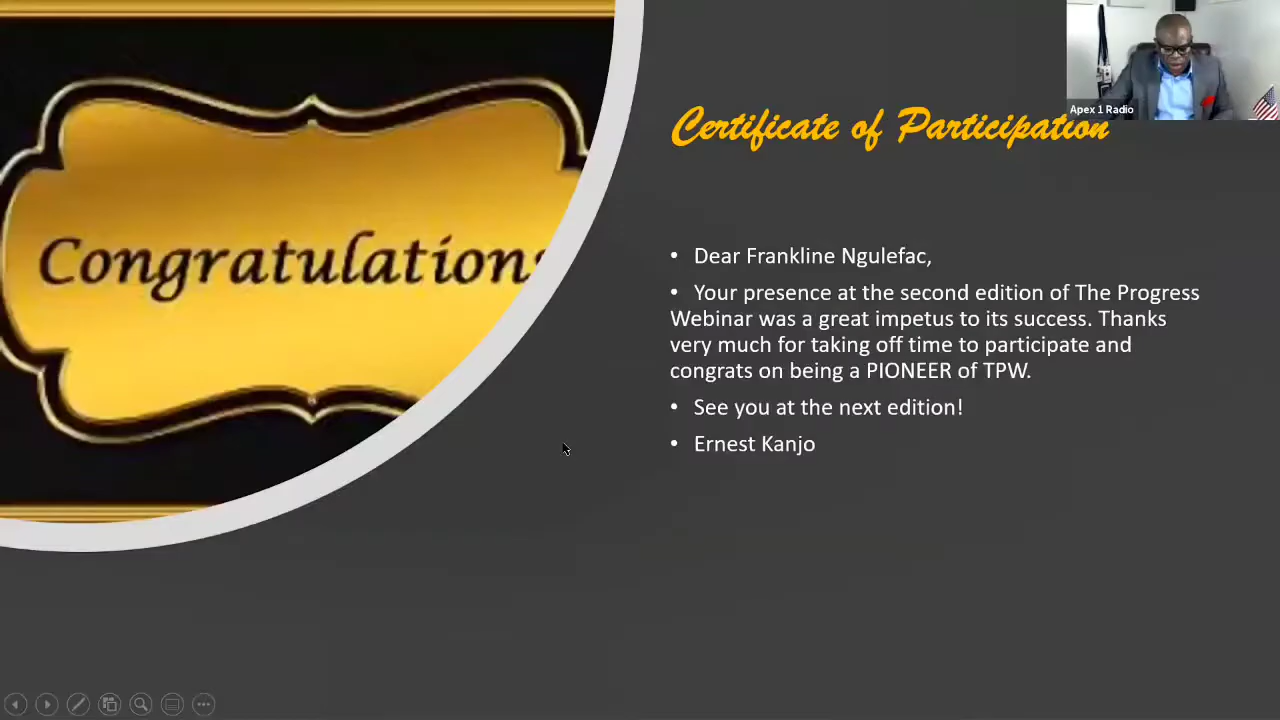 Congratulations
Apex 1 Radio
Certificate of Participation
• Dear Frankline Ngulefac,
• Your presence at the second edition of The Progress
Webinar was a great impetus to its success. Thanks
very much for taking off time to participate and
congrats on being a PIONEER of TPW.
• See you at the next edition!
• Ernest Kanjo